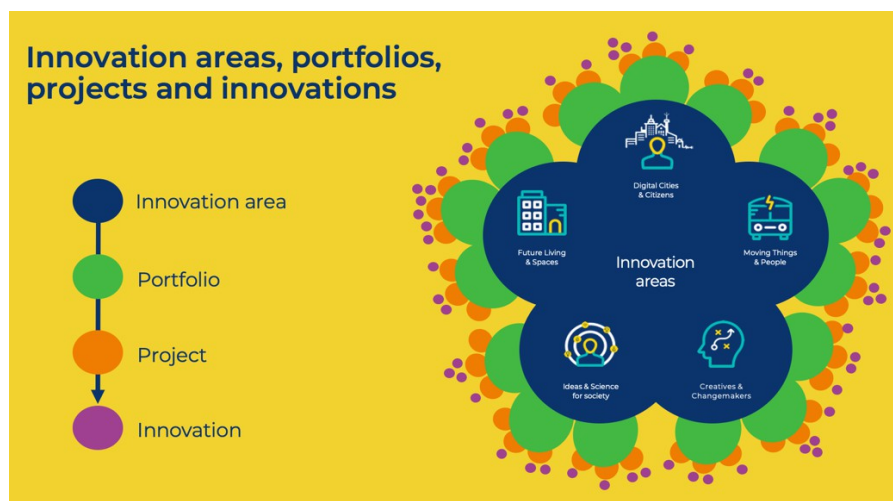 Innovation areas, portfolios,
projects and innovations
Innovation area
Portfolio
Project
Innovation
Digital Cities
& Citizens
Future Living
& Spaces
Moving Things
& People
Innovation
areas
Ideas & Science
for society
Creatives &
Changemakers